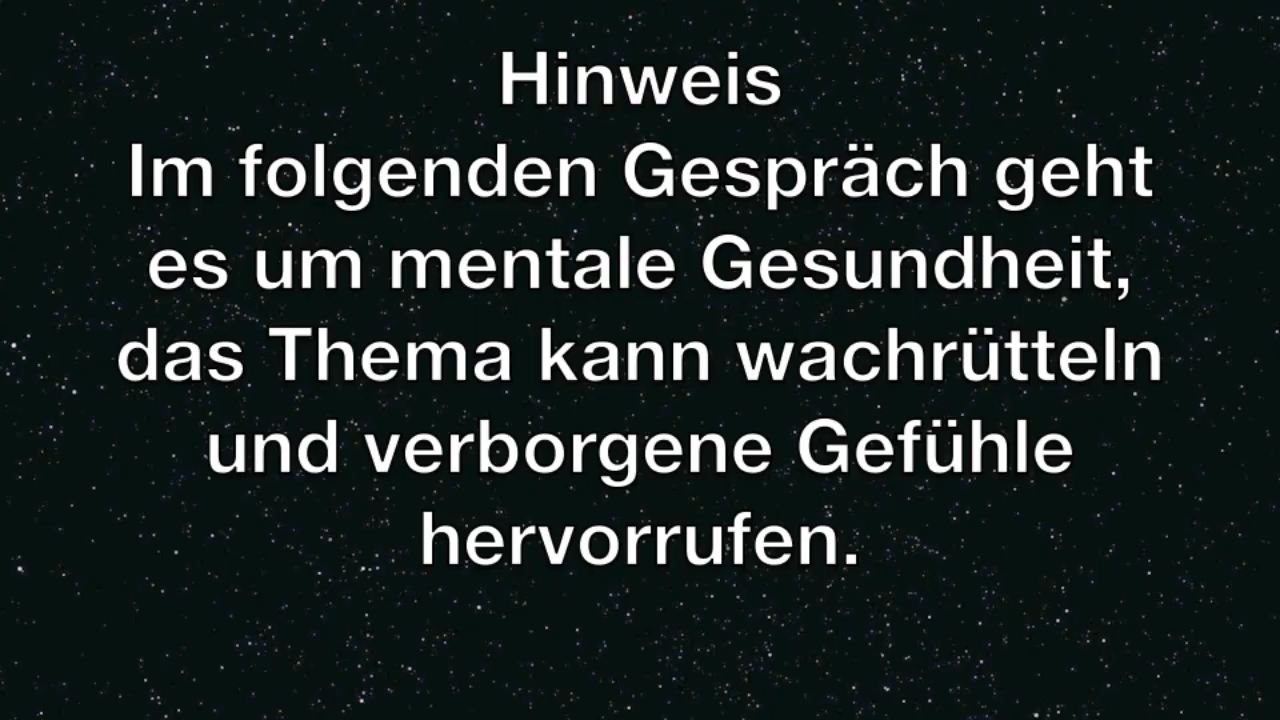 Hinweis
Im folgenden Gespräch geht
es um mentale Gesundheit,
das Thema kann wachrütteln
und verborgene Gefühle
hervorrufen.